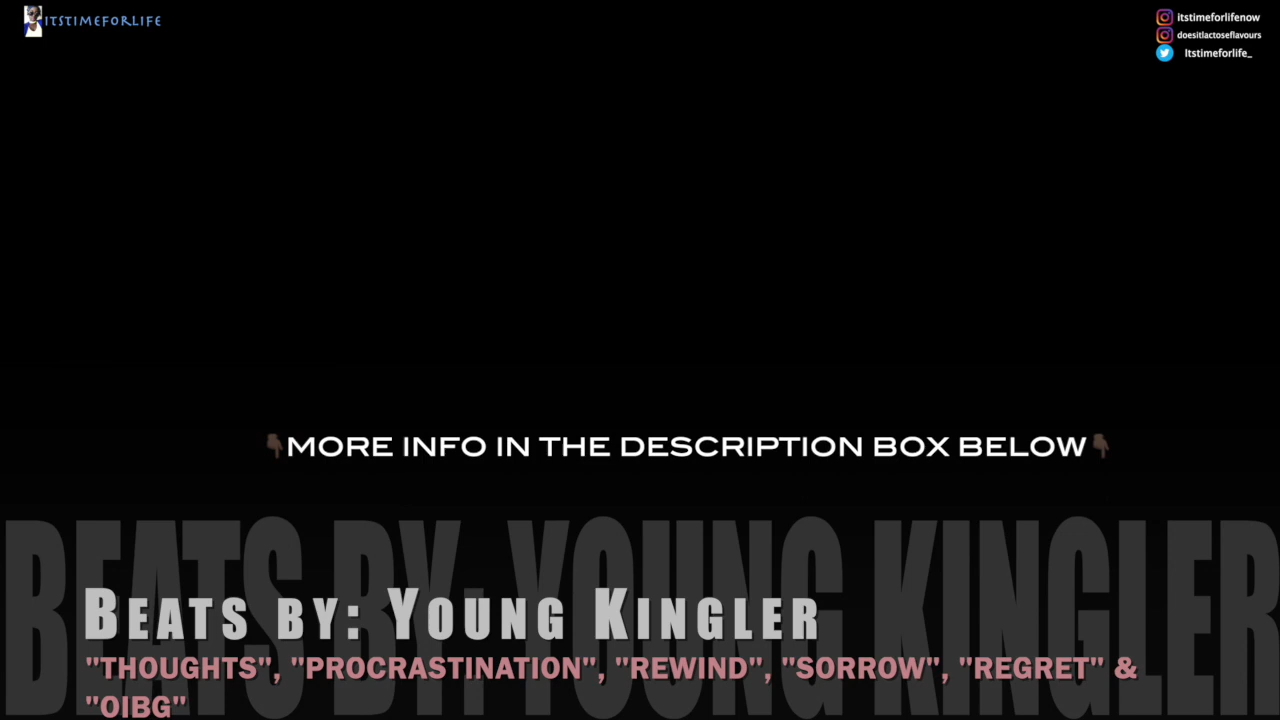 ITSTIMEFORLIFE
itstimeforlifenow
doesitlactoseflavours
Itstimeforlife_
👇🏿MORE INFO IN THE DESCRIPTION BOX BELOW👇🏿
BEATS BY: YOUNG KINGLER
BEATS BY: YOUNG KINGLER
"THOUGHTS", "PROCRASTINATION", "REWIND", "SORROW", "REGRET" &
"OIBG"